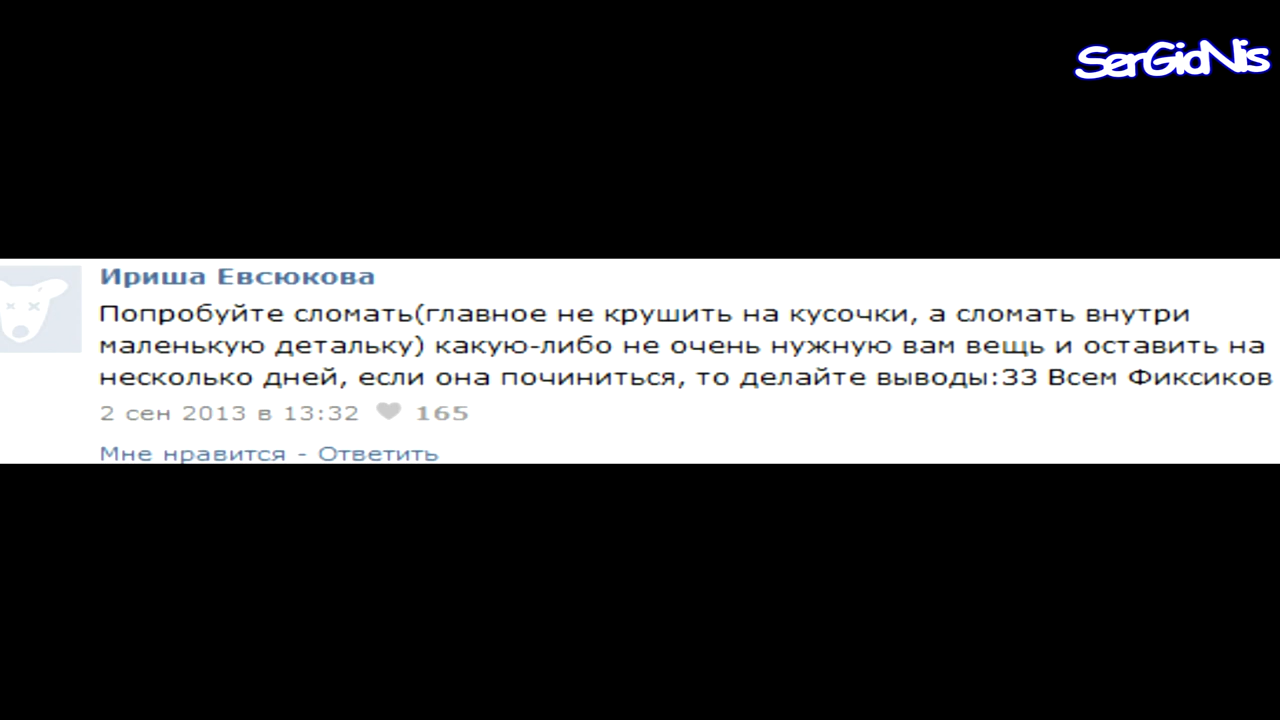 SerGidNis
Ириша Евсюкова
Попробуйте сломать(главное не крушить на кусочки, а сломать внутри
маленькую детальку) какую-либо не очень нужную вам вещь и оставить на
несколько дней, если она починиться, то делайте выводы:33 Всем Фиксиков
2 сен 2013 в 13:32 165
Мне нравится - Ответить